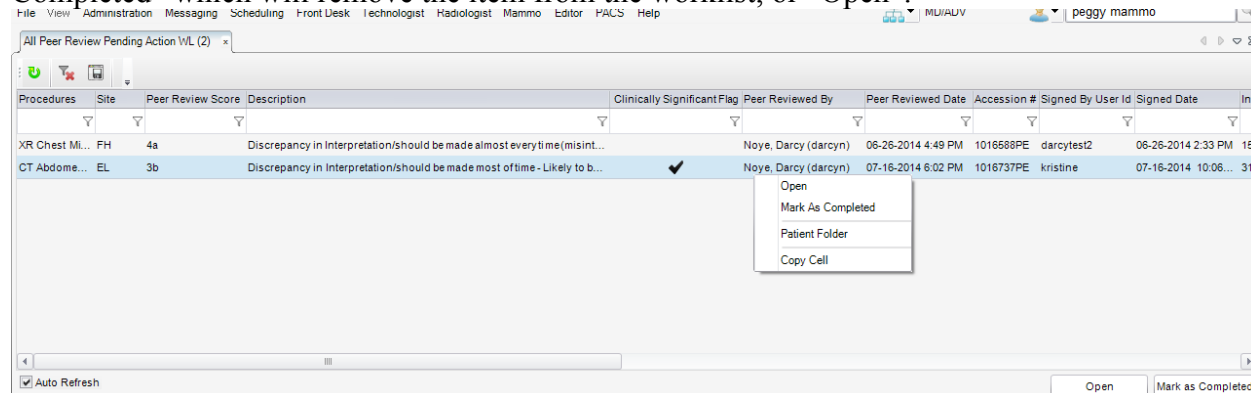 Completed" which will remove the item from the worklist, or "Open".
File View Administration Messaging Scheduling Front Desk Technologist Radiologist Mammo Editor PACS Help MD/ADV peggy mammo
All Peer Review Pending Action WL (2) x
Procedures Site Peer Review Score Description Clinically Significant Flag Peer Reviewed By Peer Reviewed Date Accession # Signed By User Id Signed Date In
XR Chest Mi... FH 4a Discrepancy in Interpretation/should be made almost everytime(misint... Noye, Darcy (darcyn) 06-26-2014 4:49 PM 1016588PE darcytest2 06-26-2014 2:33 PM
CT Abdome... EL 3b Discrepancy in Interpretation/should be made most of time - Likely to b... Noye, Darcy (darcyn) 07-16-2014 6:02 PM 1016737PE kristine 07-16-2014 10:06... 31
Open
Mark As Completed
Patient Folder
Copy Cell
Auto Refresh
Open Mark as Completed